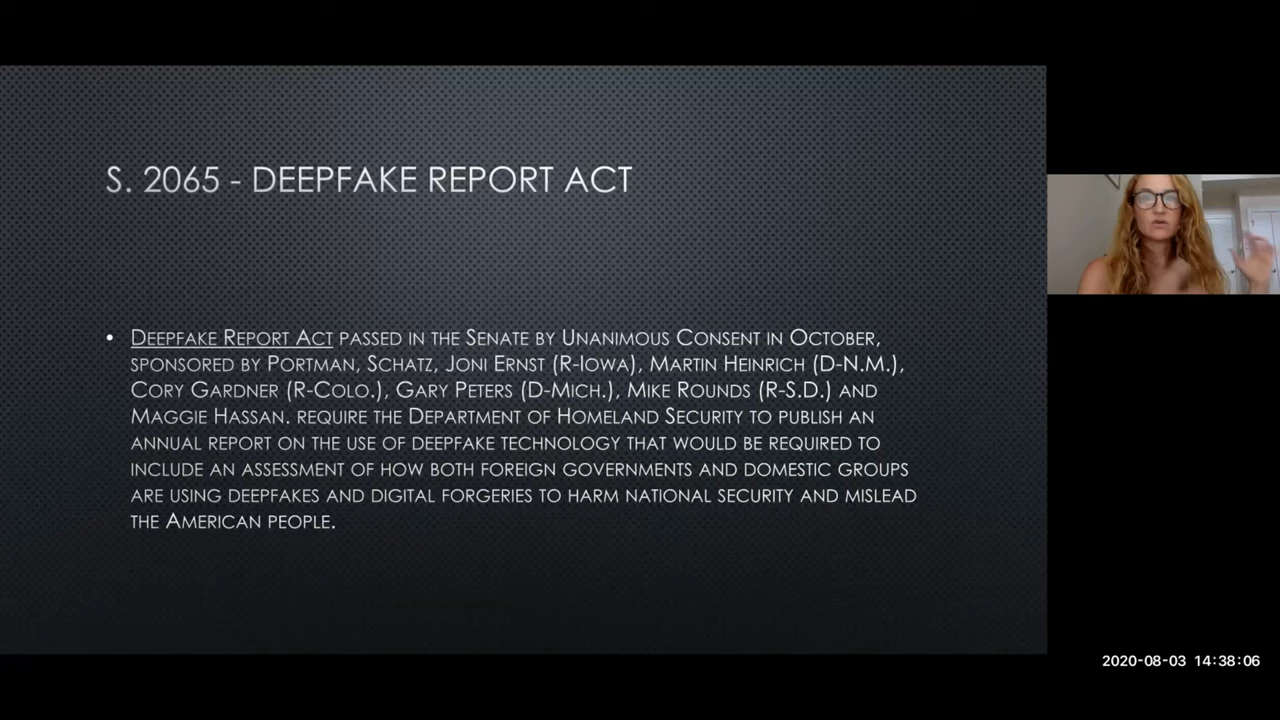 S. 2065 - DEEPFAKE REPORT ACT
• DEEPFAKE REPORT ACT PASSED IN THE SENATE BY UNANIMOUS CONSENT IN OCTOBER,
SPONSORED BY PORTMAN, SCHATZ, JONI ERNST (R-IOWA), MARTIN HEINRICH (D-N.M.),
CORY GARDNER (R-COLO.), GARY PETERS (D-MICH.), MIKE ROUNDS (R-S.D.) AND
MAGGIE HASSAN. REQUIRE THE DEPARTMENT OF HOMELAND SECURITY TO PUBLISH AN
ANNUAL REPORT ON THE USE OF DEEPFAKE TECHNOLOGY THAT WOULD BE REQUIRED TO
INCLUDE AN ASSESSMENT OF HOW BOTH FOREIGN GOVERNMENTS AND DOMESTIC GROUPS
ARE USING DEEPFAKES AND DIGITAL FORGERIES TO HARM NATIONAL SECURITY AND MISLEAD
THE AMERICAN PEOPLE.
2020-08-03 14:38:06